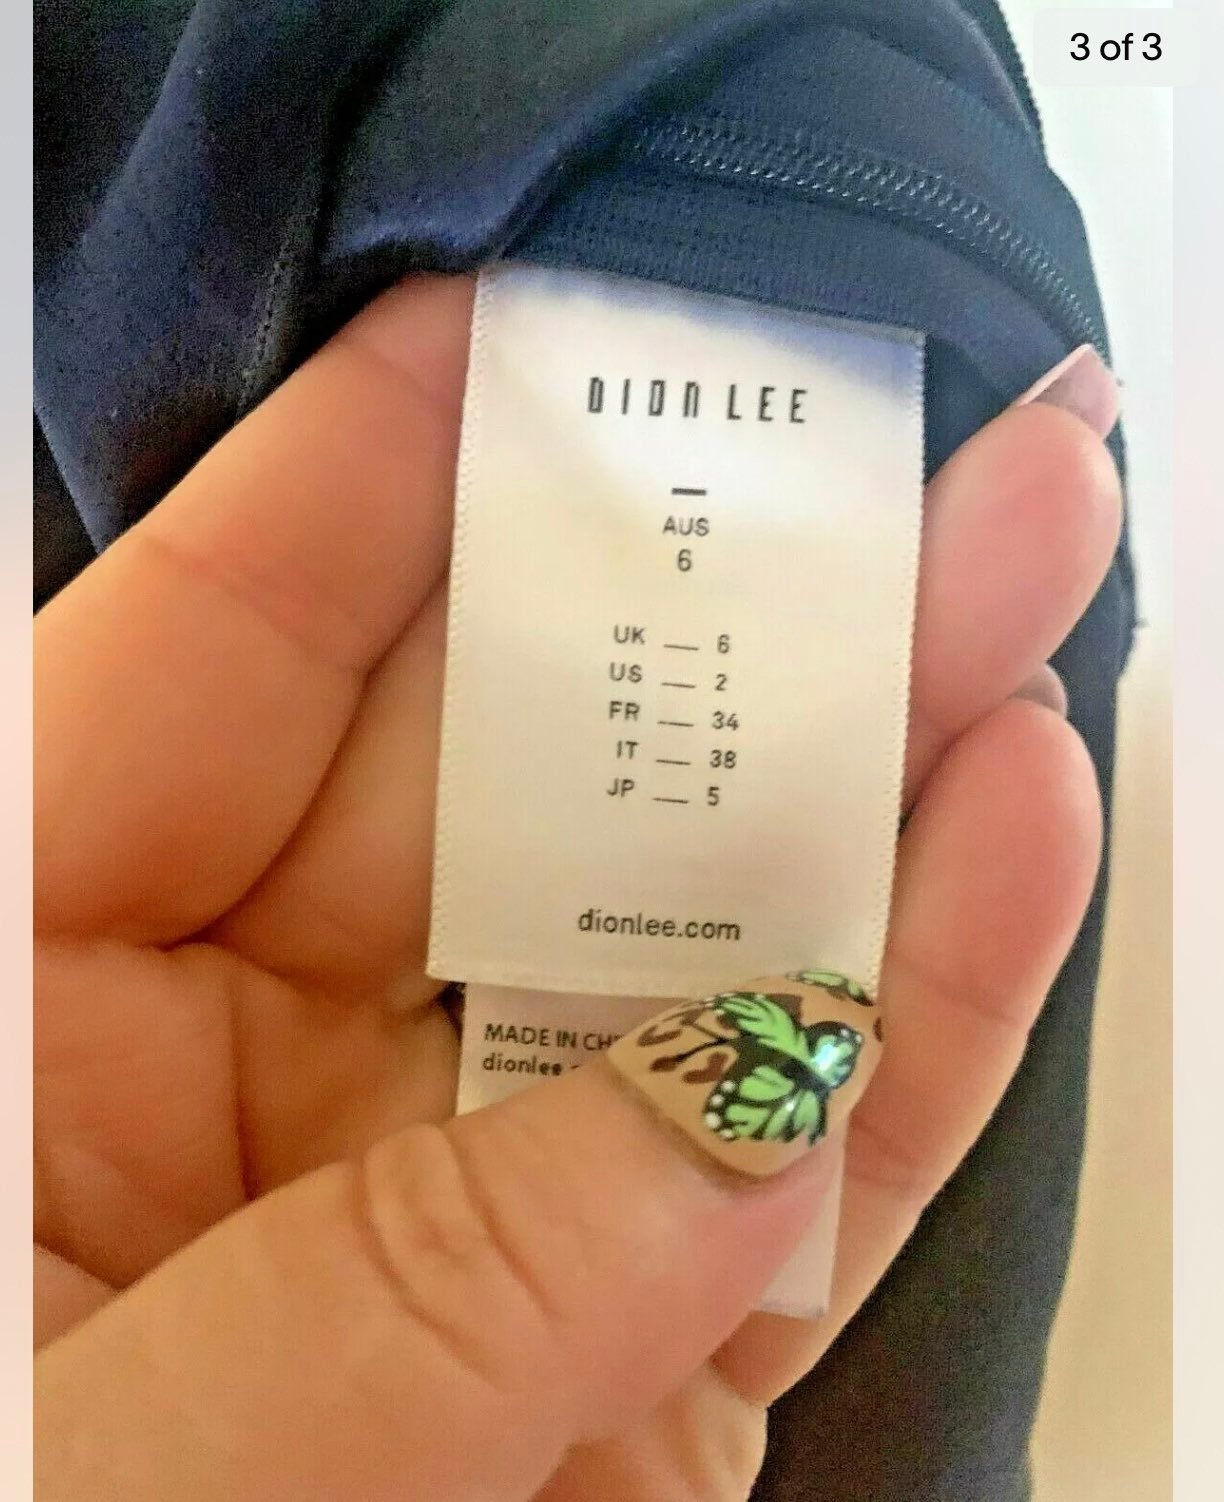 3 of 3
DION LEE
—
AUS
6
UK — 6
US — 2
FR — 34
IT — 38
JP — 5
dionlee.com
MADE IN
dionlee